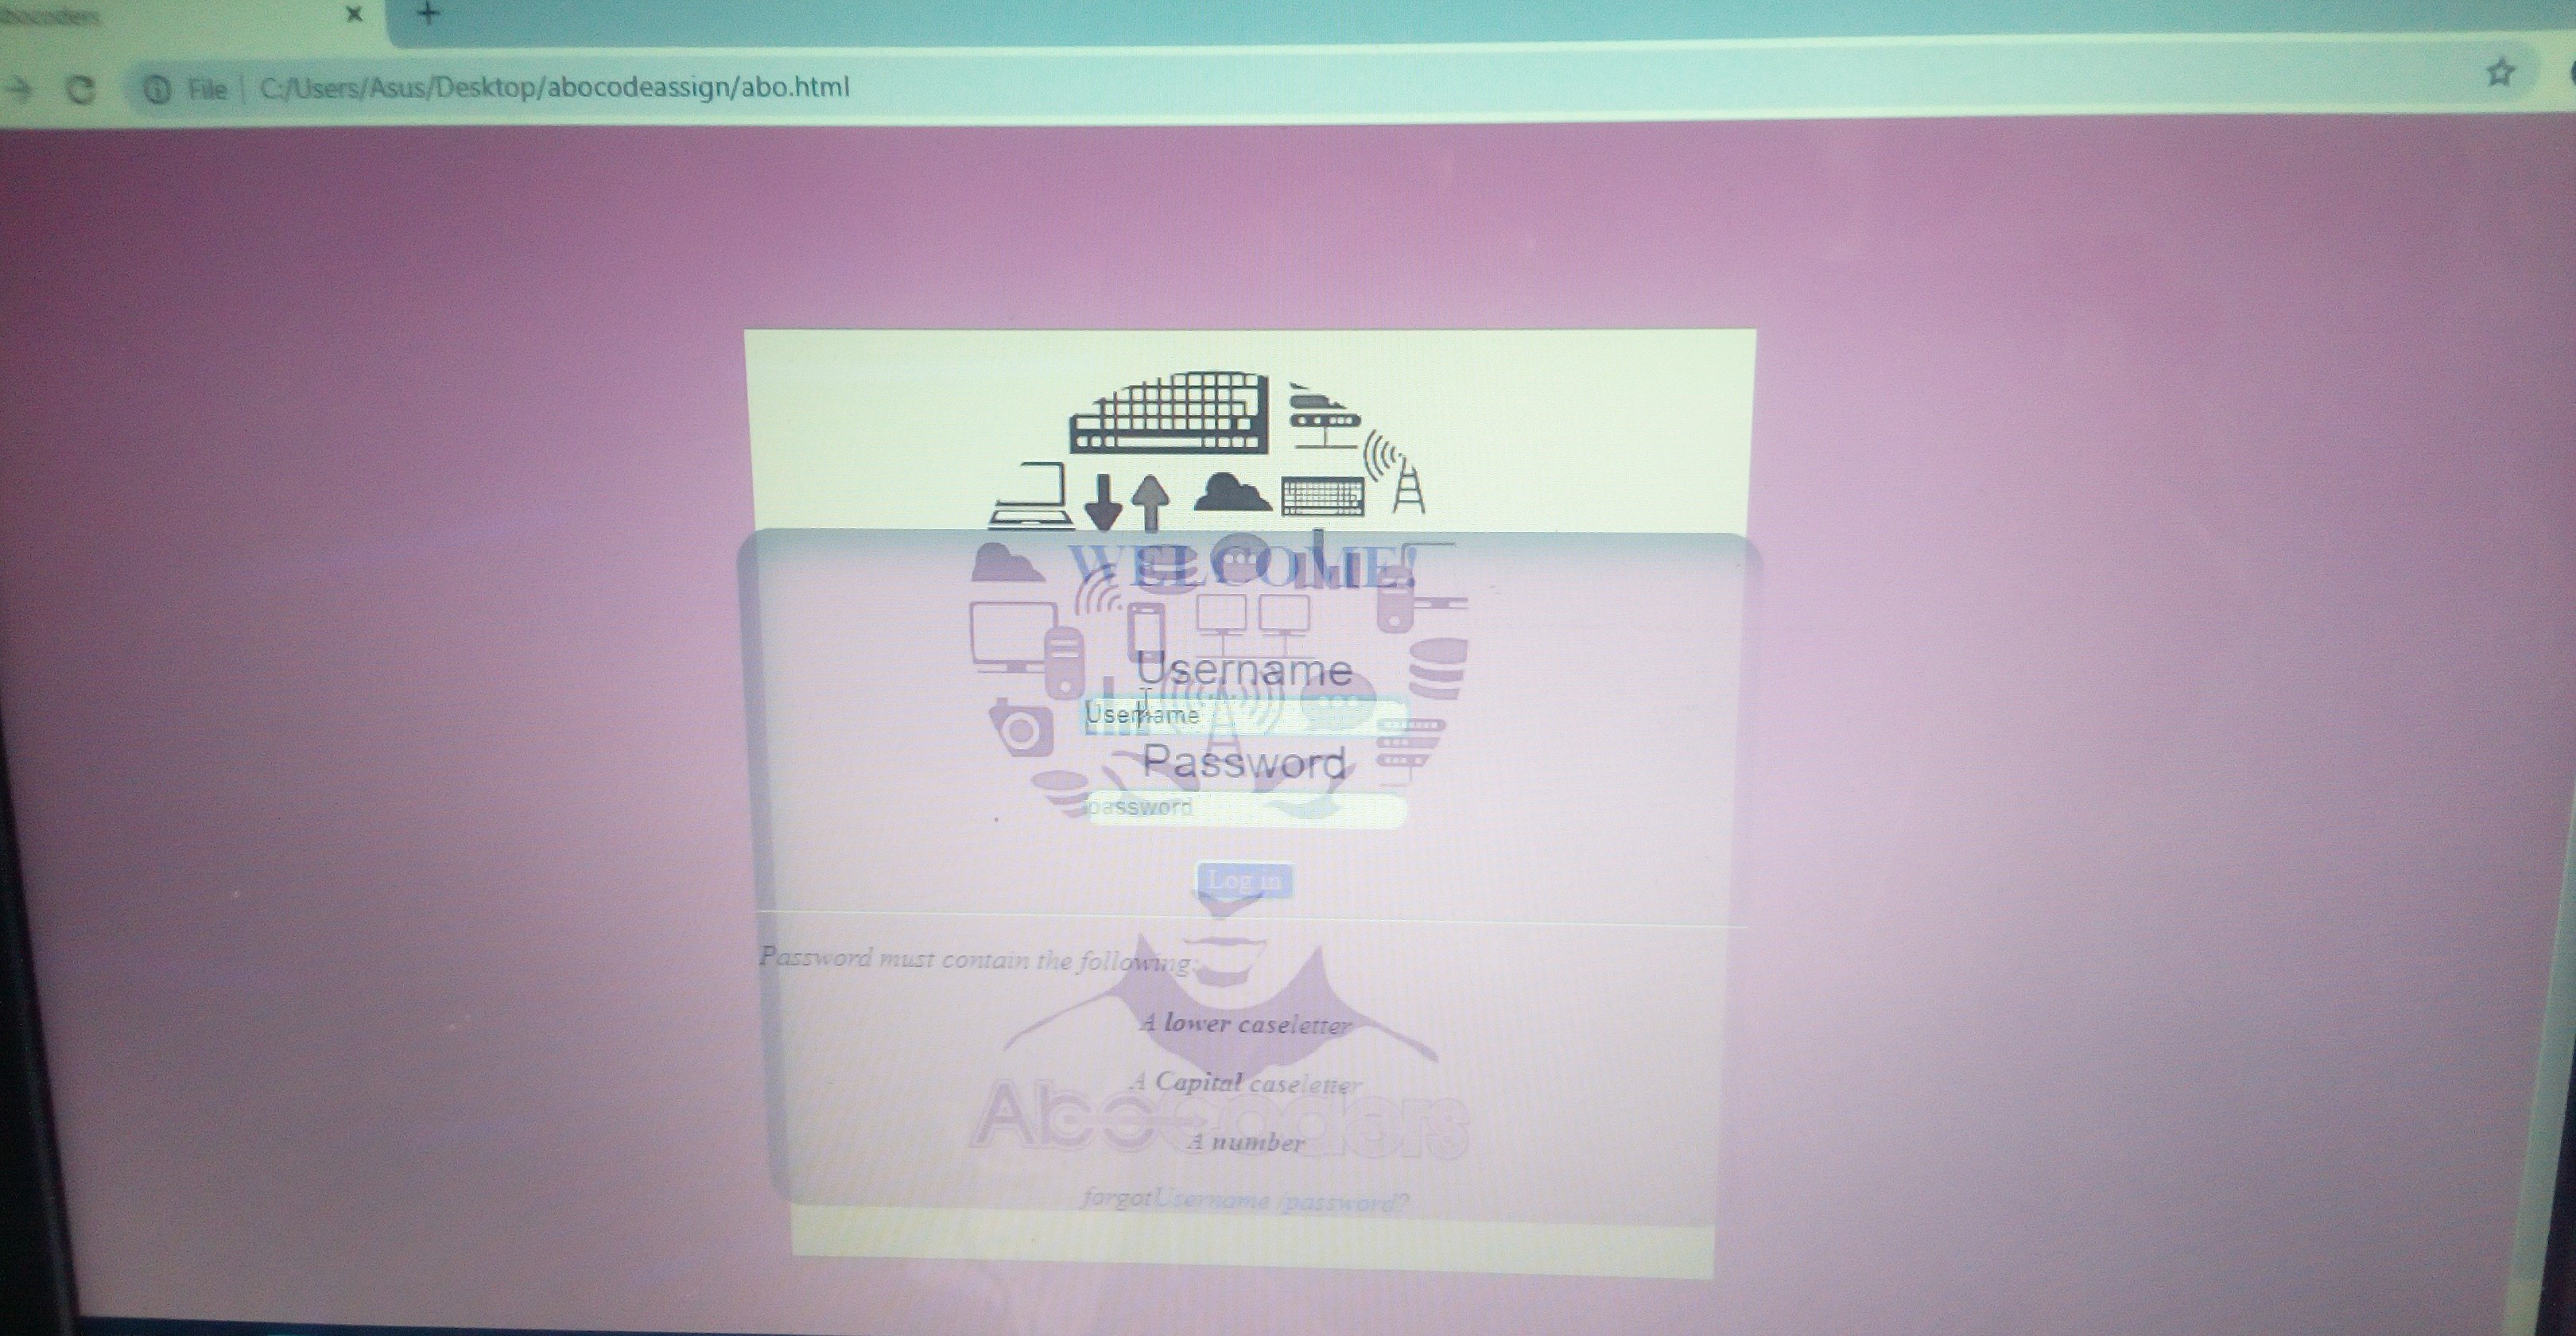 bocoders
File C:/Users/Asus/Desktop/abocodeassign/abo.html
WELCOME!
Username
Username
Password
password
Log in
Password must contain the following:
A lower caseletter
A Capital caseletter
Abocoders
A number
forgotUsername /password?